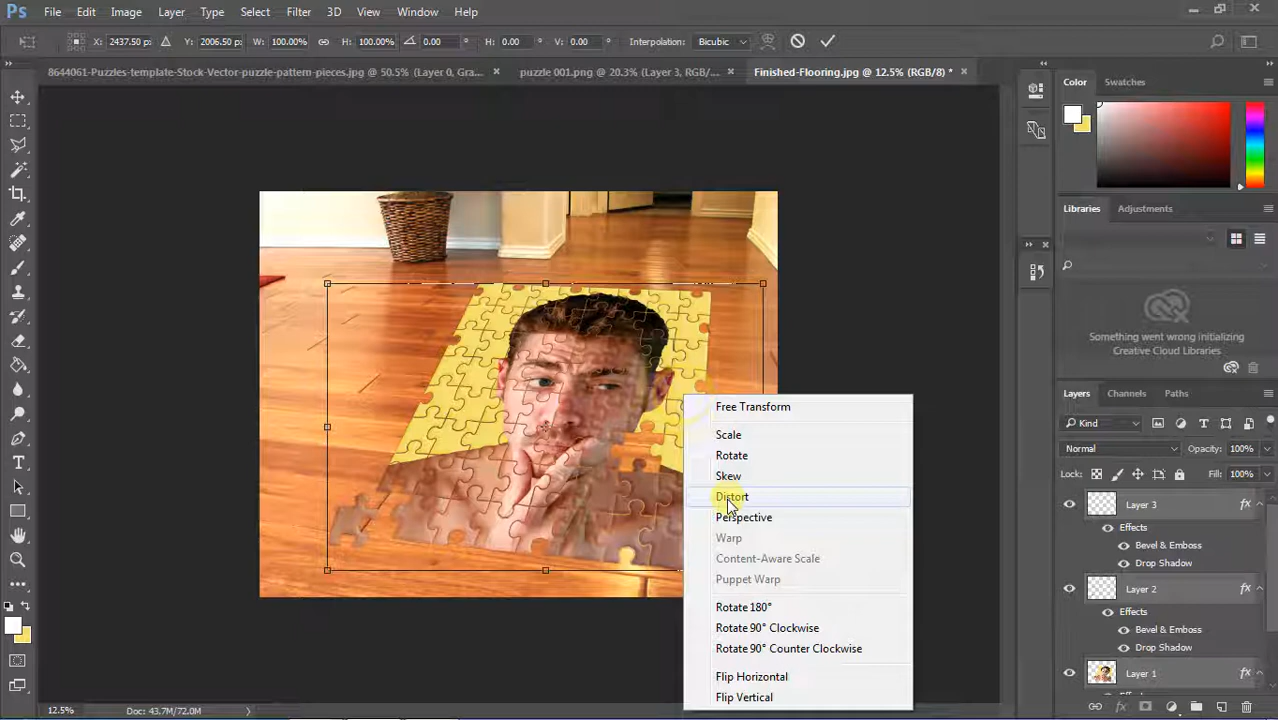 Ps File Edit Image Layer Type Select Filter 3D View Window Help
X: 2437.50 px Y: 2006.50 px W: 100.00% H: 100.00% 0.00 ° H: 0.00 ° V: 0.00 ° Interpolation: Bicubic
8644061-Puzzles-template-Stock-Vector-puzzle-pattern-pieces.jpg @ 50.5% (Layer 0, Gra... × puzzle 001.png @ 20.3% (Layer 3, RGB/... × Finished-Flooring.jpg @ 12.5% (RGB/8) * ×
Color Swatches
Libraries Adjustments
Something went wrong initializing
Creative Cloud Libraries
Layers Channels Paths
Kind
Normal Opacity: 100%
Lock: Fill: 100%
Layer 3 fx
Effects
Bevel & Emboss
Drop Shadow
Layer 2 fx
Effects
Bevel & Emboss
Drop Shadow
Layer 1 fx
Free Transform
Scale
Rotate
Skew
Distort
Perspective
Warp
Content-Aware Scale
Puppet Warp
Rotate 180°
Rotate 90° Clockwise
Rotate 90° Counter Clockwise
Flip Horizontal
Flip Vertical
12.5% Doc: 43.7M/72.0M